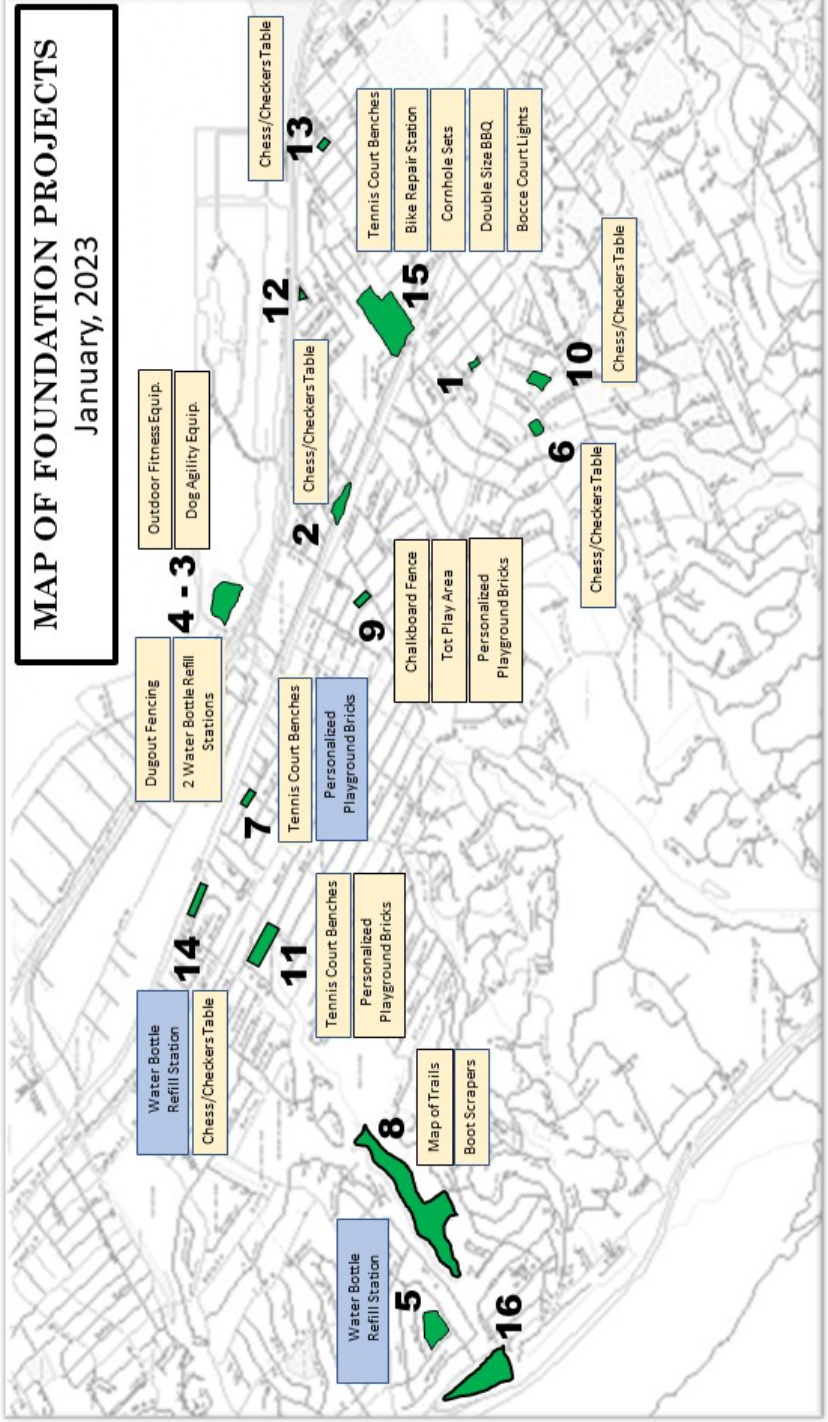 MAP OF FOUNDATION PROJECTS
January, 2023
Water Bottle
Refill Station
Chess/Checkers Table
14
Dugout Fencing
2 Water Bottle Refill
Stations
4 - 3
Outdoor Fitness Equip.
Dog Agility Equip.
Chess/Checkers Table
13
12
7
Tennis Court Benches
Personalized
Playground Bricks
2
Chess/Checkers Table
11
Tennis Court Benches
Personalized
Playground Bricks
9
Chalkboard Fence
Tot Play Area
Personalized
Playground Bricks
15
Tennis Court Benches
Bike Repair Station
Cornhole Sets
Double Size BBQ
Bocce Court Lights
Water Bottle
Refill Station
5
8
Map of Trails
Boot Scrapers
1
16
6
Chess/Checkers Table
10
Chess/Checkers Table